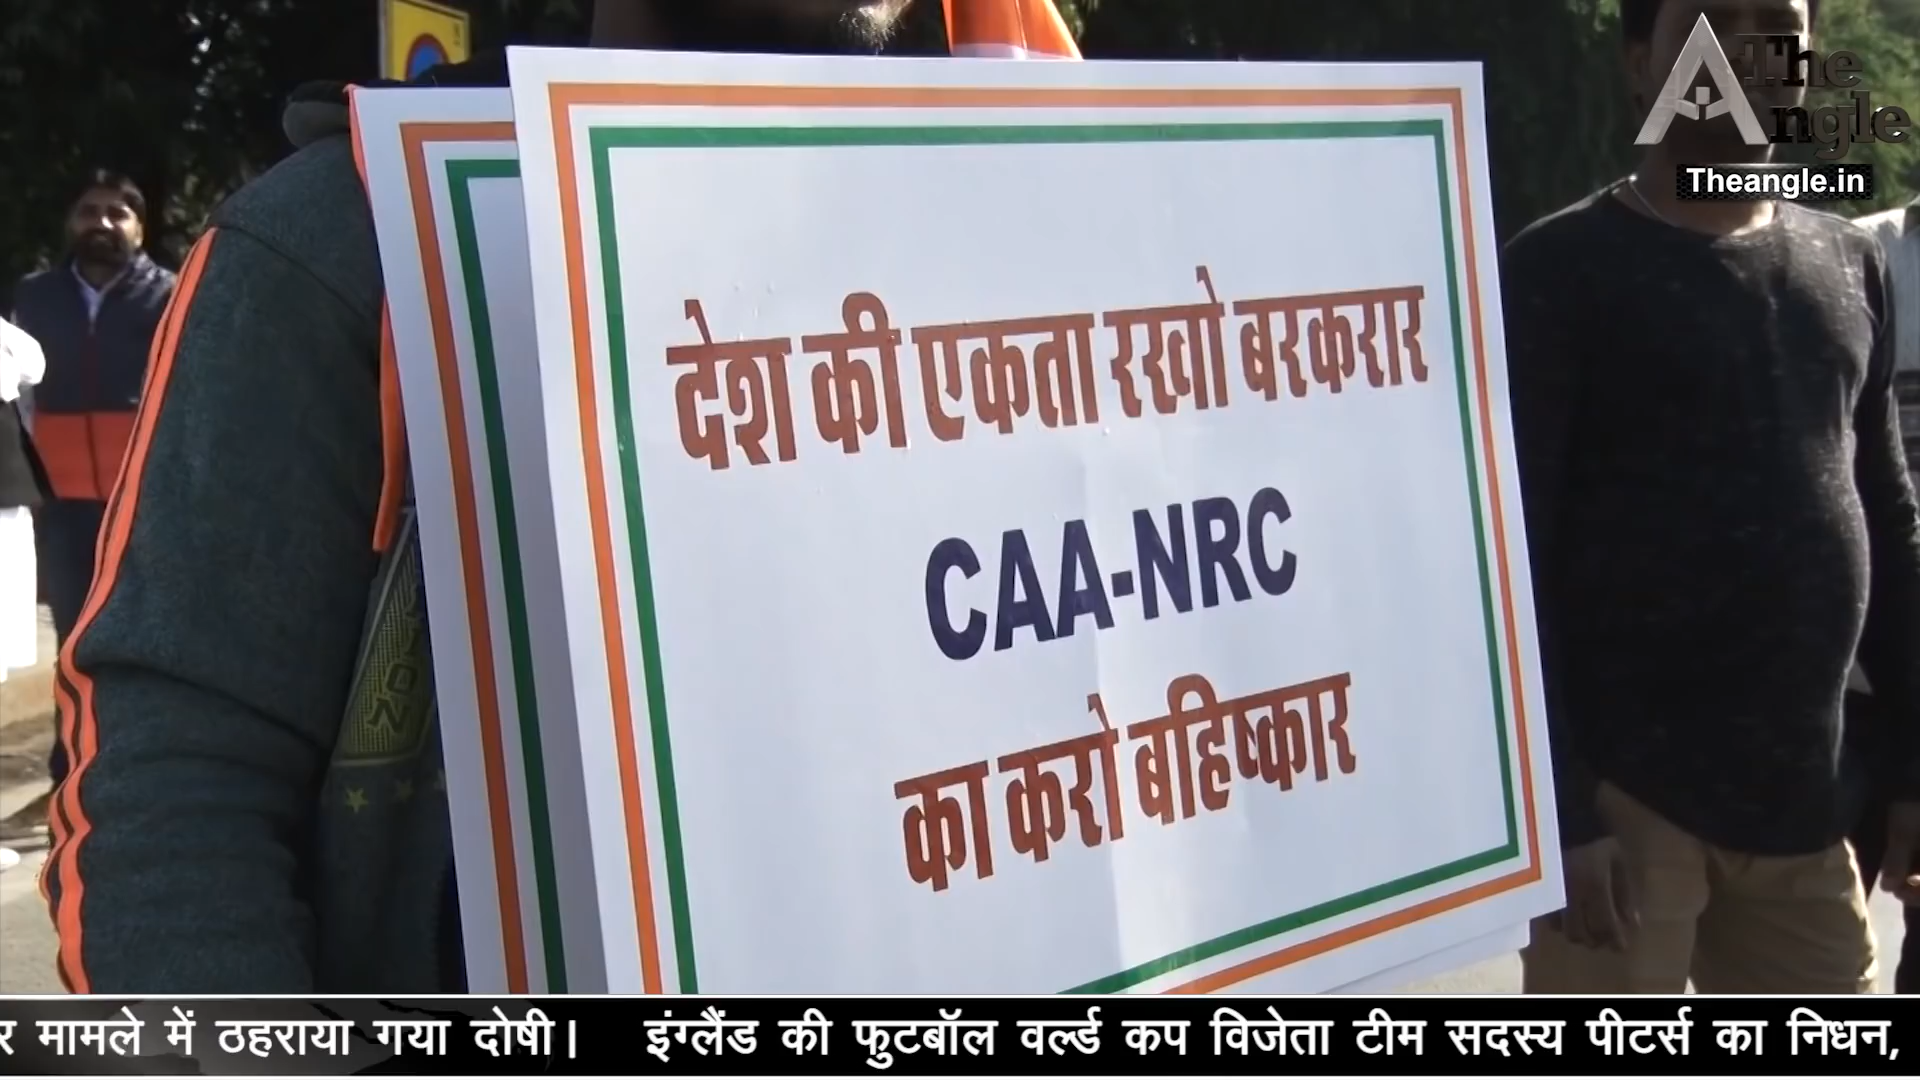 The
Angle
Theangle.in
देश की एकता रखो बरकरार
CAA-NRC
का करो बहिष्कार
र मामले में ठहराया गया दोषी। इंग्लैंड की फुटबॉल वर्ल्ड कप विजेता टीम सदस्य पीटर्स का निधन,